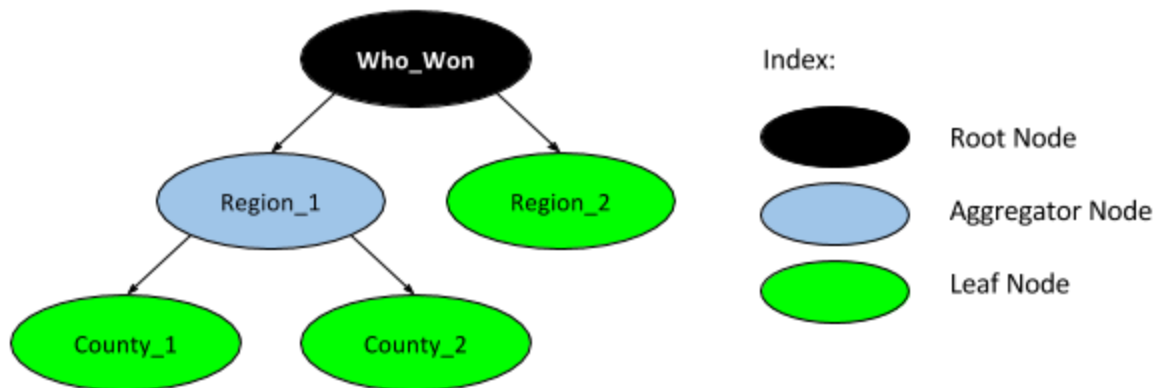 Who_Won
Region_1
Region_2
County_1
County_2
Index:
Root Node
Aggregator Node
Leaf Node